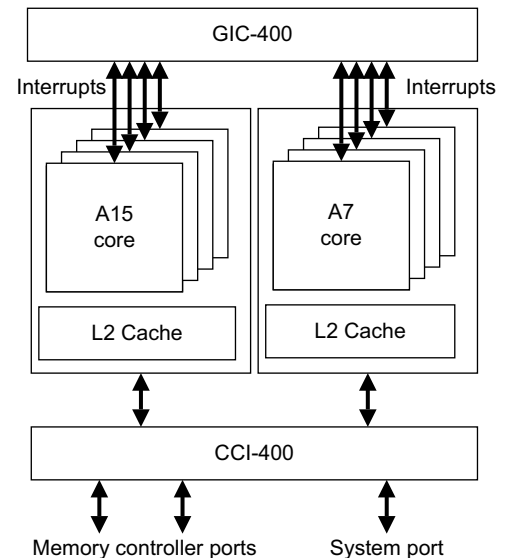 GIC-400
Interrupts
Interrupts
A15
core
A7
core
L2 Cache
L2 Cache
CCI-400
Memory controller ports
System port